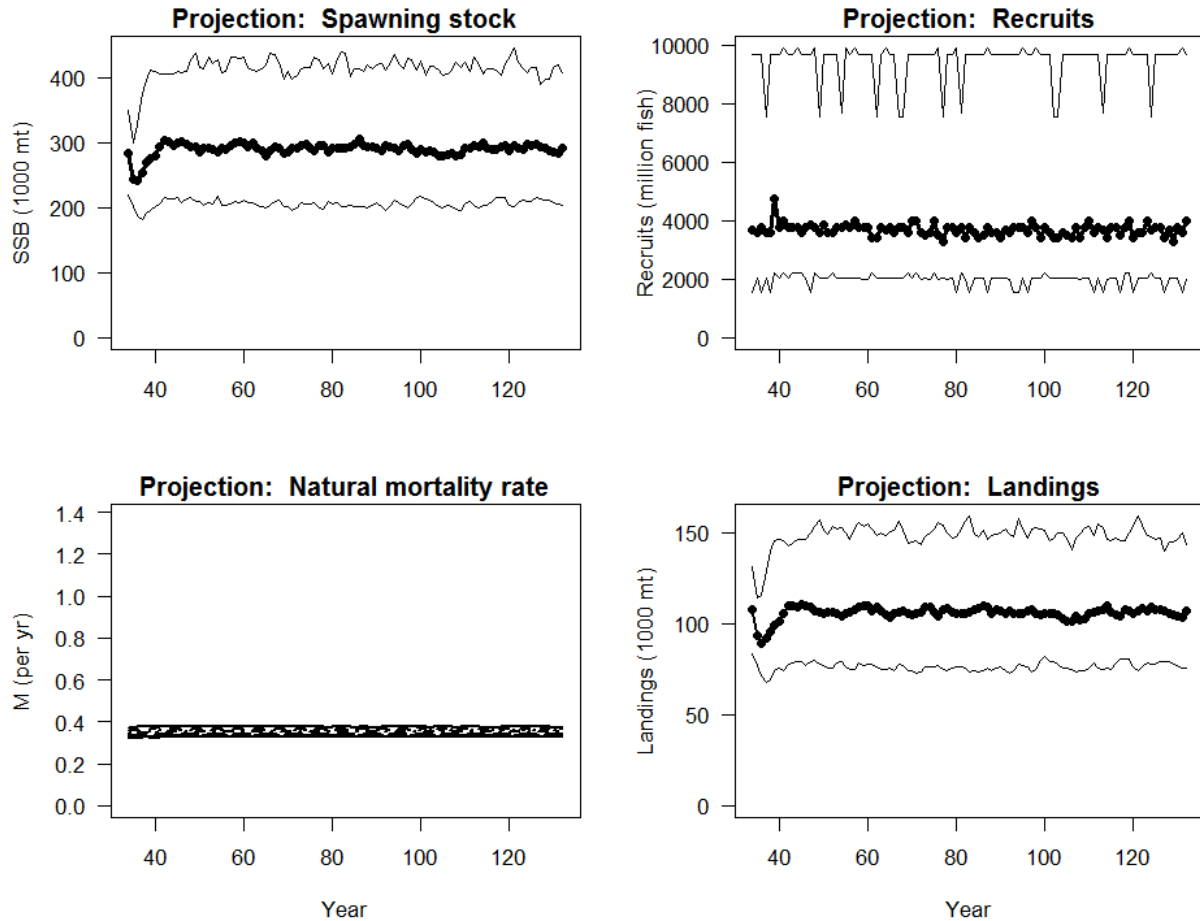 Projection: Spawning stock
SSB (1000 mt)
400
300
200
100
0
40 60 80 100 120
Projection: Recruits
Recruits (million fish)
10000
8000
6000
4000
2000
0
40 60 80 100 120
Projection: Natural mortality rate
M (per yr)
1.4
1.2
1.0
0.8
0.6
0.4
0.2
0.0
40 60 80 100 120
Year
Projection: Landings
Landings (1000 mt)
150
100
50
0
40 60 80 100 120
Year